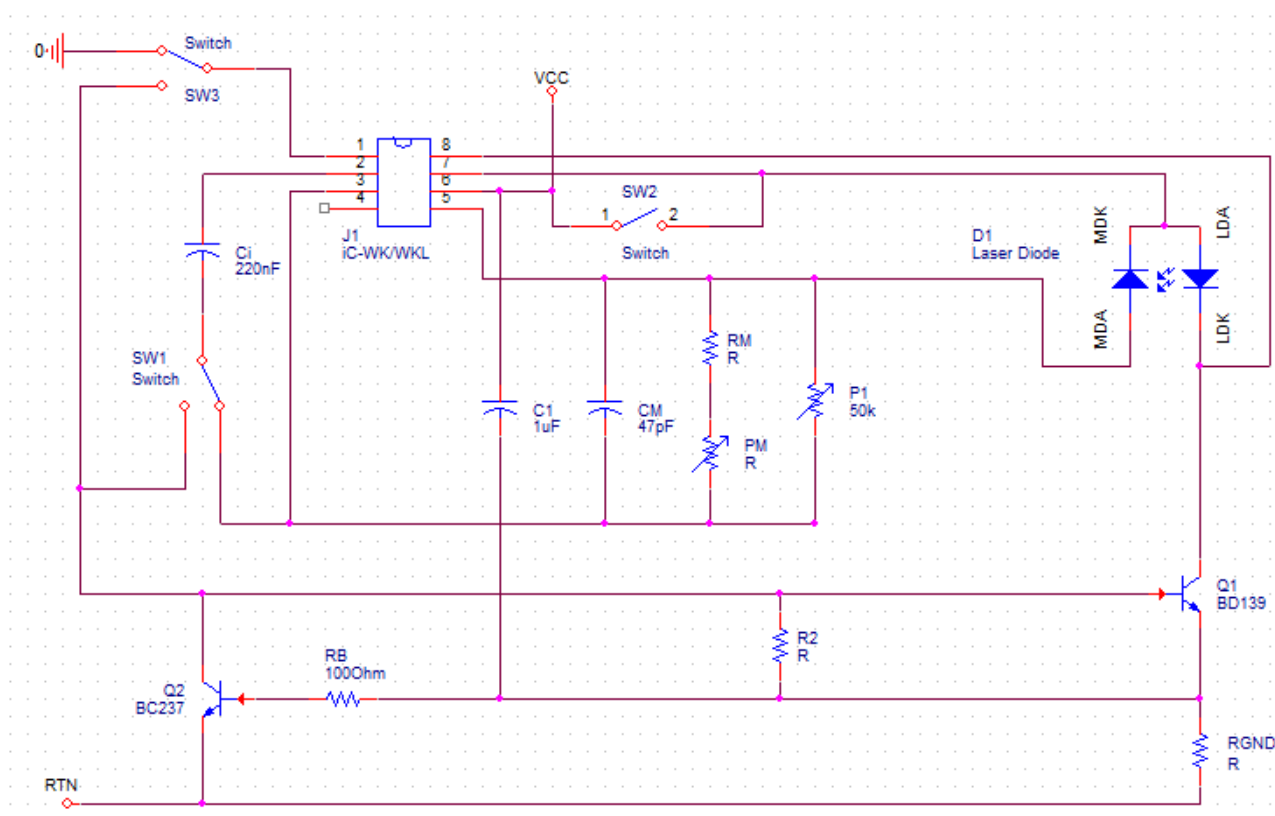 0
Switch
SW3
VCC
1
2
3
4
8
7
6
5
J1
iC-WK/WKL
SW2
1
2
Switch
D1
Laser Diode
MDK
LDA
MDA
LDK
Ci
220nF
SW1
Switch
RM
R
P1
50k
C1
1uF
CM
47pF
PM
R
Q1
BD139
R2
R
RB
100Ohm
Q2
BC237
RGND
R
RTN